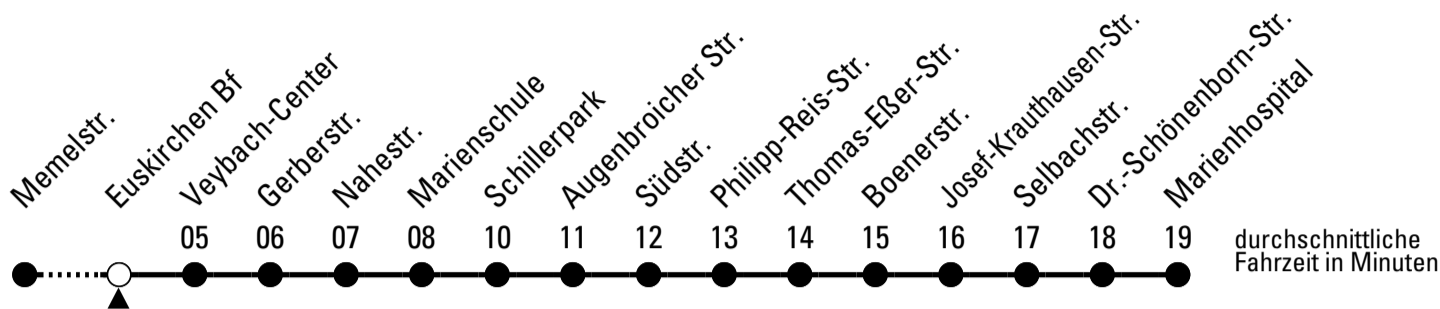 Memelstr.
Euskirchen Bf
Veybach-Center
Gerberstr.
Nahestr.
Marienschule
Schillerpark
Augenbroicher Str.
Südstr.
Philipp-Reis-Str.
Thomas-Eßer-Str.
Boenerstr.
Josef-Krauthausen-Str.
Selbachstr.
Dr.-Schönenborn-Str.
Marienhospital
05 06 07 08 10 11 12 13 14 15 16 17 18 19
durchschnittliche
Fahrzeit in Minuten